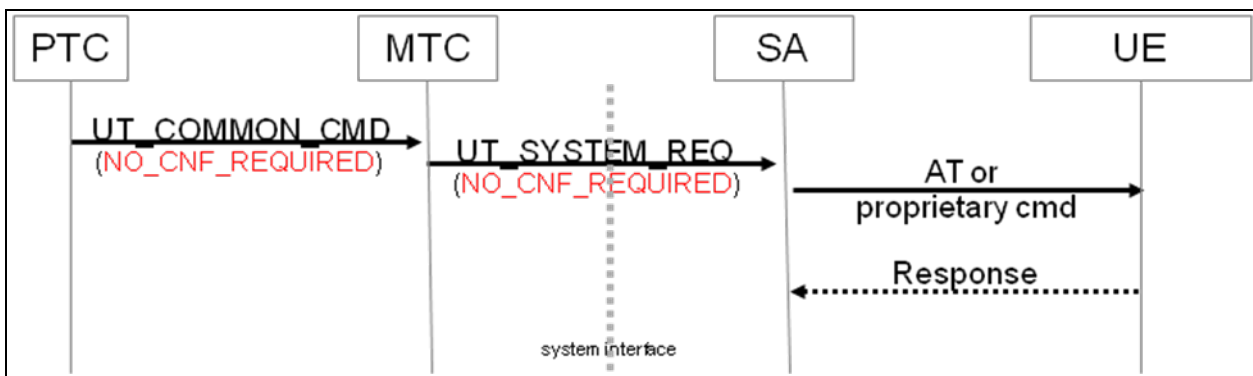 PTC
MTC
SA
UE
UT_COMMON_CMD
(NO_CNF_REQUIRED)
UT_SYSTEM_REQ
(NO_CNF_REQUIRED)
AT or
proprietary cmd
Response
system interface